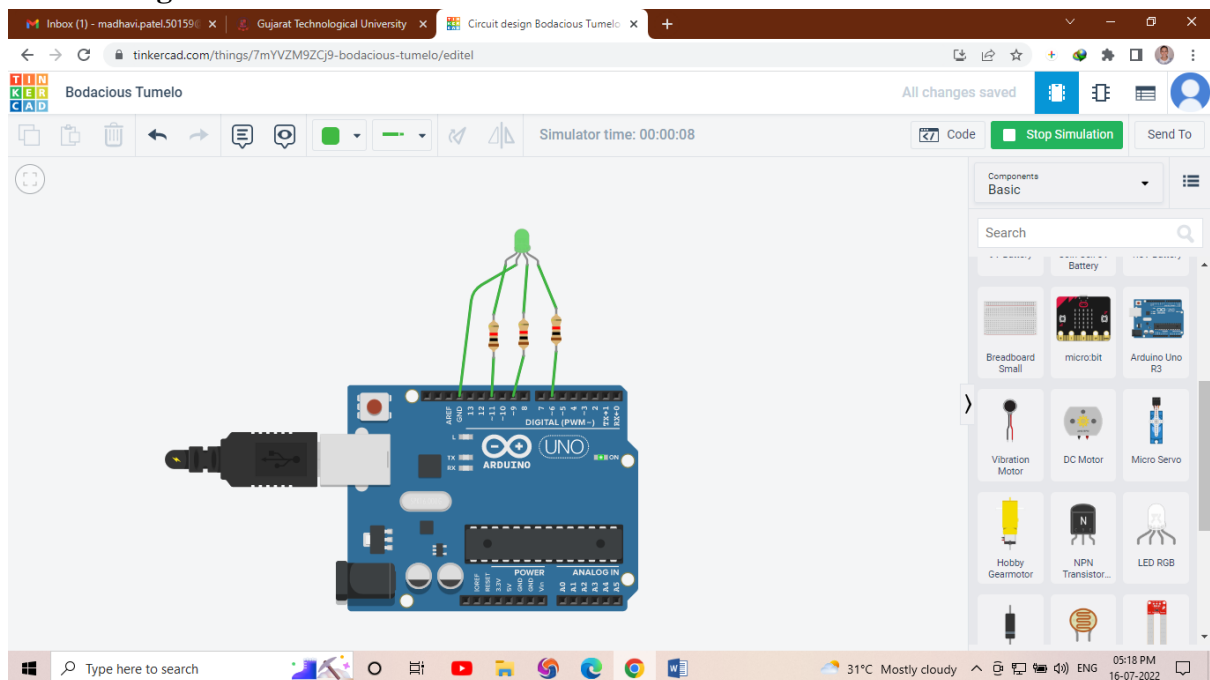 Inbox (1) - madhavi.patel.50159@
Gujarat Technological University
Circuit design Bodacious Tumelo
tinkercad.com/things/7mYVZM9ZCj9-bodacious-tumelo/editel
TIN
KER
CAD
Bodacious Tumelo
All changes saved
Simulator time: 00:00:08
Code
Stop Simulation
Send To
Components
Basic
Search
Battery
Breadboard Small
micro:bit
Arduino Uno R3
Vibration Motor
DC Motor
Micro Servo
Hobby Gearmotor
N
NPN Transistor...
LED RGB
AREF
GND
13
12
~11
~10
~9
8
7
~6
~5
4
~3
2
TX→1
RX←0
DIGITAL (PWM~)
L
TX
RX
ARDUINO
UNO
ON
POWER
ANALOG IN
IOREF
RESET
3.3V
5V
GND
GND
Vin
A0
A1
A2
A3
A4
A5
Type here to search
31°C Mostly cloudy
ENG
05:18 PM
16-07-2022